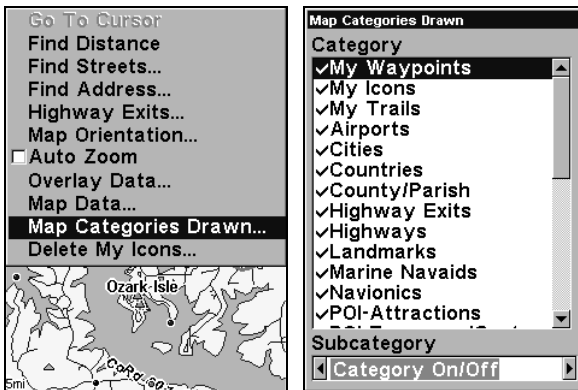 Go To Cursor
Find Distance
Find Streets...
Find Address...
Highway Exits...
Map Orientation...
Auto Zoom
Overlay Data...
Map Data...
Map Categories Drawn...
Delete My Icons...
Ozark Isle
CoRd
5mi
Map Categories Drawn
Category
My Waypoints
My Icons
My Trails
Airports
Cities
Countries
County/Parish
Highway Exits
Highways
Landmarks
Marine Navaids
Navionics
POI-Attractions
Subcategory
Category On/Off